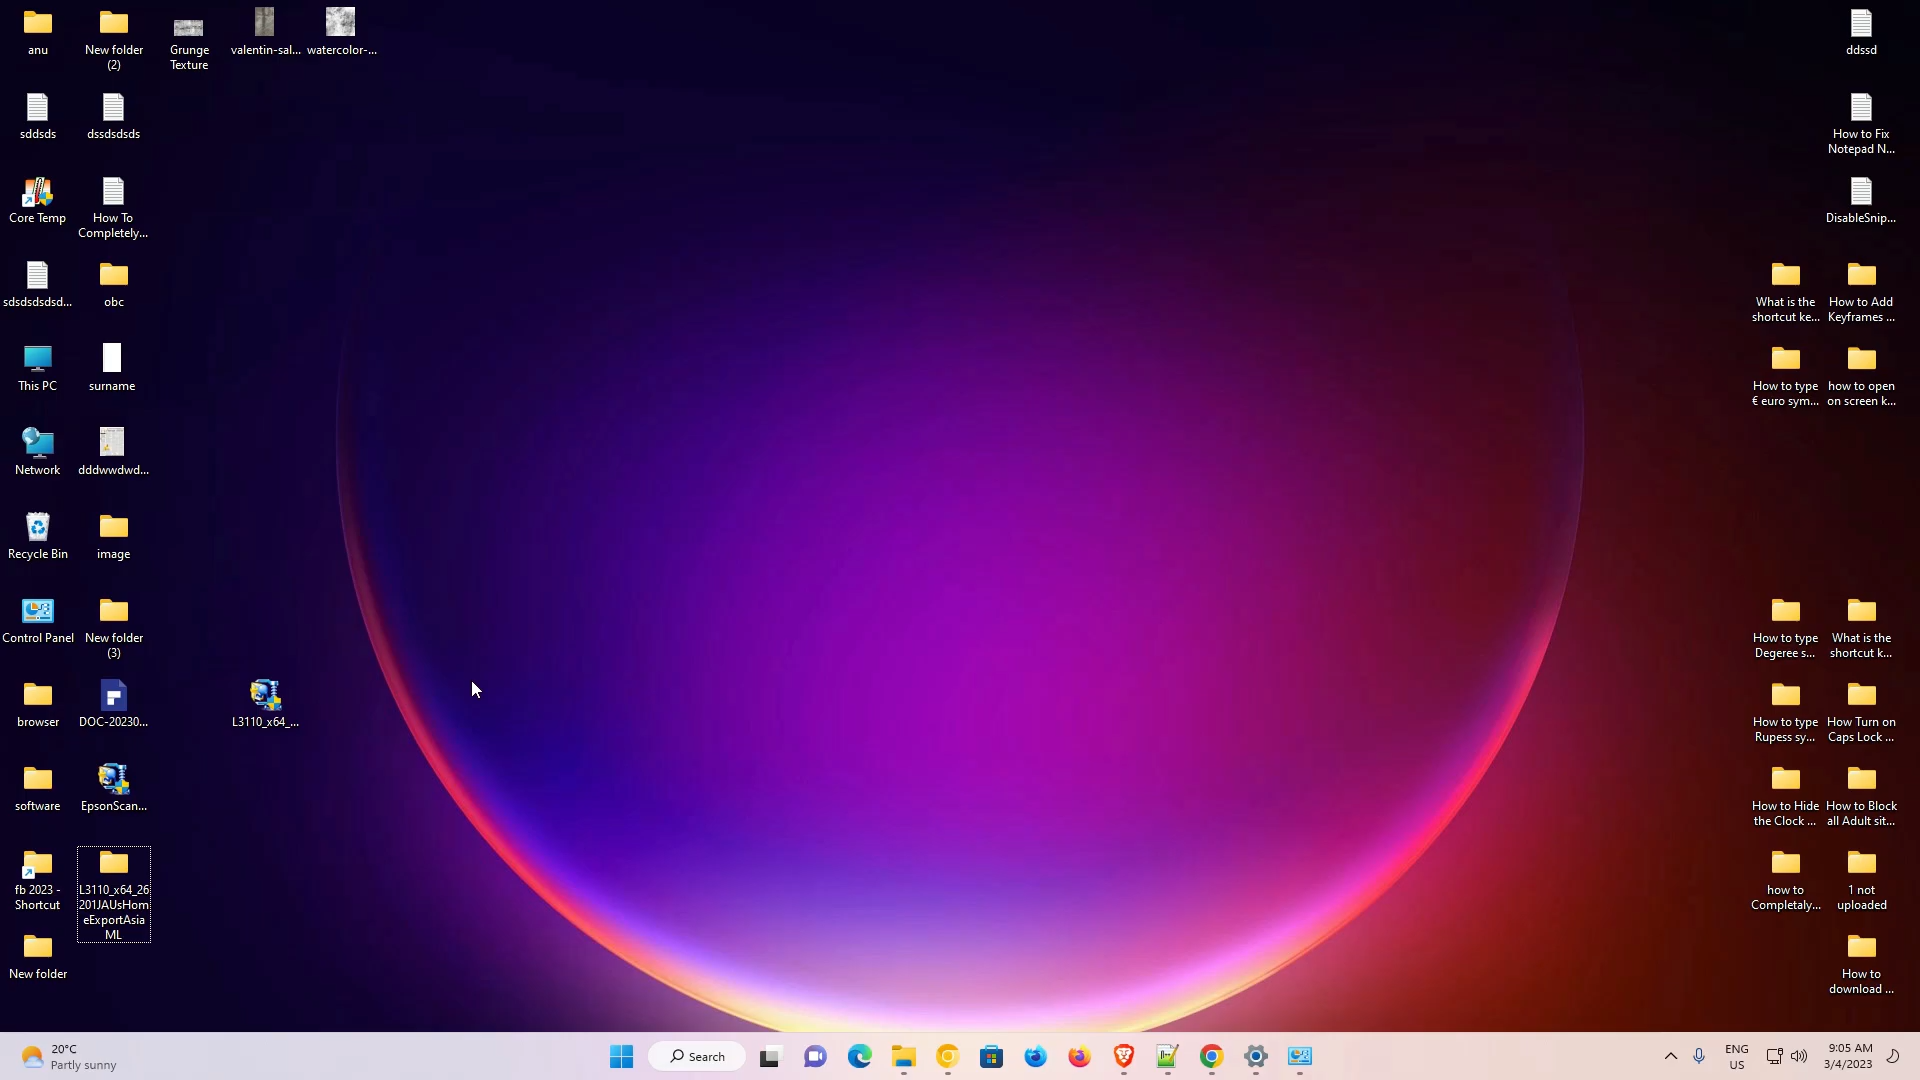 anu
New folder
(2)
Grunge
Texture
valentin-sal...
watercolor-...
sddsds
dssdsdsds
Core Temp
How To
Completely...
sdsdsdsdsd...
obc
This PC
surname
Network
dddwwdwd...
Recycle Bin
image
Control Panel
New folder
(3)
browser
DOC-20230...
L3110_x64_...
software
EpsonScan...
fb 2023 -
Shortcut
L3110_x64_26
201JAUsHom
eExportAsia
ML
New folder
ddssd
How to Fix
Notepad N...
DisableSnip...
What is the
shortcut ke...
How to Add
Keyframes ...
How to type
€ euro sym...
how to open
on screen k...
How to type
Degeree s...
What is the
shortcut k...
How to type
Rupess sy...
How Turn on
Caps Lock ...
How to Hide
the Clock ...
How to Block
all Adult sit...
how to
Completaly...
1 not
uploaded
How to
download ...
20°C
Partly sunny
Search
ENG
US
9:05 AM
3/4/2023